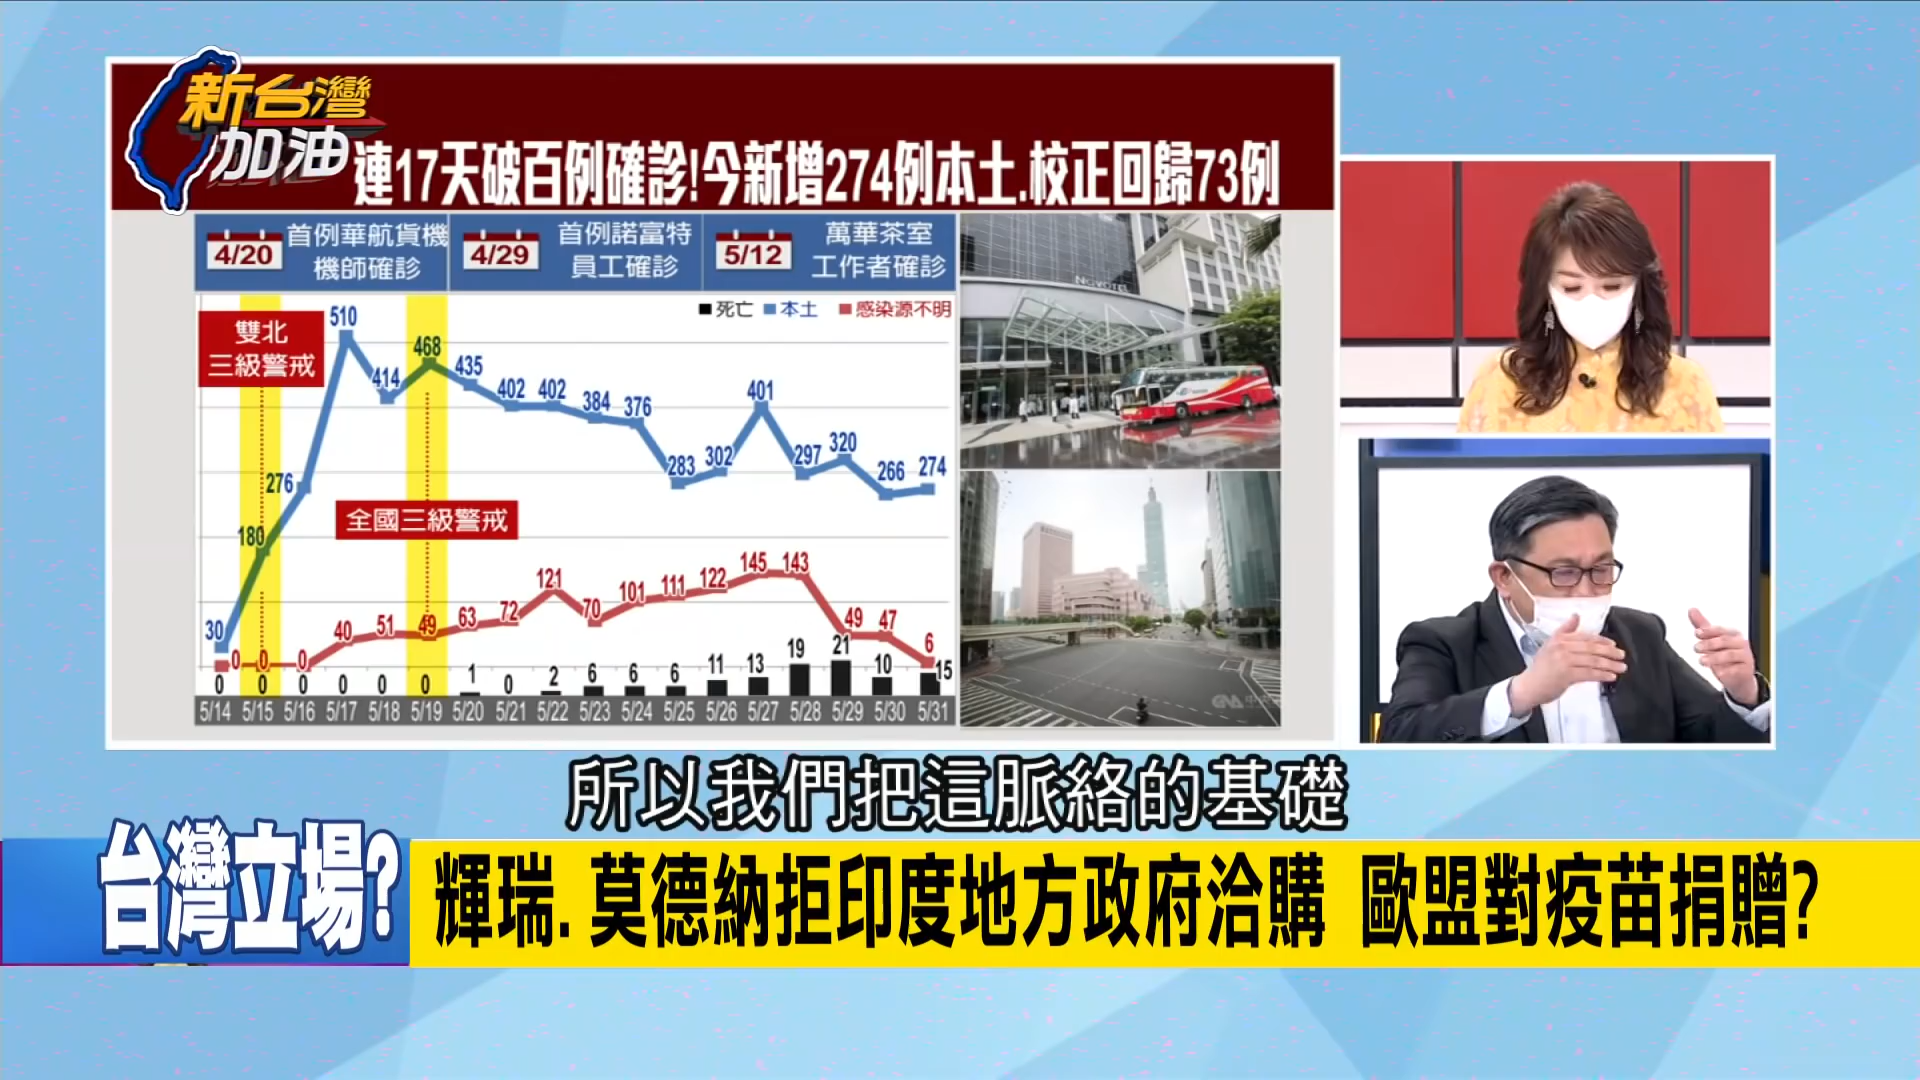 新台灣
加油
連17天破百例確診!今新增274例本土.校正回歸73例
4/20
首例華航貨機
機師確診
4/29
首例諾富特
員工確診
5/12
萬華茶室
工作者確診
死亡 本土 感染源不明
雙北
三級警戒
全國三級警戒
30 180 276 510 414 468 435 402 402 384 376 283 302 401 297 320 266 274
0 0 0 40 51 49 63 72 121 70 101 111 122 145 143 49 47 6
0 0 0 0 0 0 1 0 2 6 6 6 11 13 19 21 10 15
5/14 5/15 5/16 5/17 5/18 5/19 5/20 5/21 5/22 5/23 5/24 5/25 5/26 5/27 5/28 5/29 5/30 5/31
NOVOTEL
CNA
所以我們把這脈絡的基礎
台灣立場?
輝瑞.莫德納拒印度地方政府洽購 歐盟對疫苗捐贈?